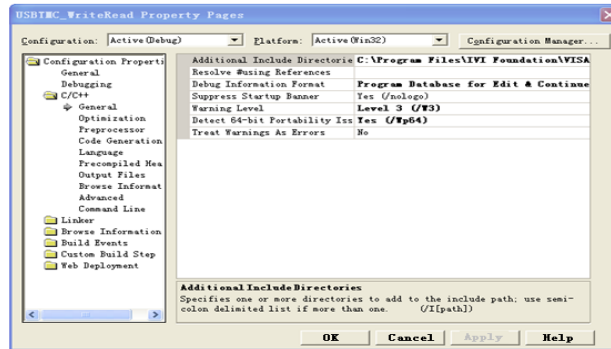 USBTMC_WriteRead Property Pages
Configuration: Active(Debug) Platform: Active(Win32) Configuration Manager...
Configuration Properti
General
Debugging
C/C++
General
Optimization
Preprocessor
Code Generation
Language
Precompiled Hea
Output Files
Browse Informat
Advanced
Command Line
Linker
Browse Information
Build Events
Custom Build Step
Web Deployment
Additional Include Directorie C:\Program Files\IVI Foundation\VISA
Resolve #using References
Debug Information Format Program Database for Edit & Continue
Suppress Startup Banner Yes (/nologo)
Warning Level Level 3 (/W3)
Detect 64-bit Portability Iss Yes (/Wp64)
Treat Warnings As Errors No
Additional Include Directories
Specifies one or more directories to add to the include path; use semi-
colon delimited list if more than one. (/I[path])
OK Cancel Apply Help